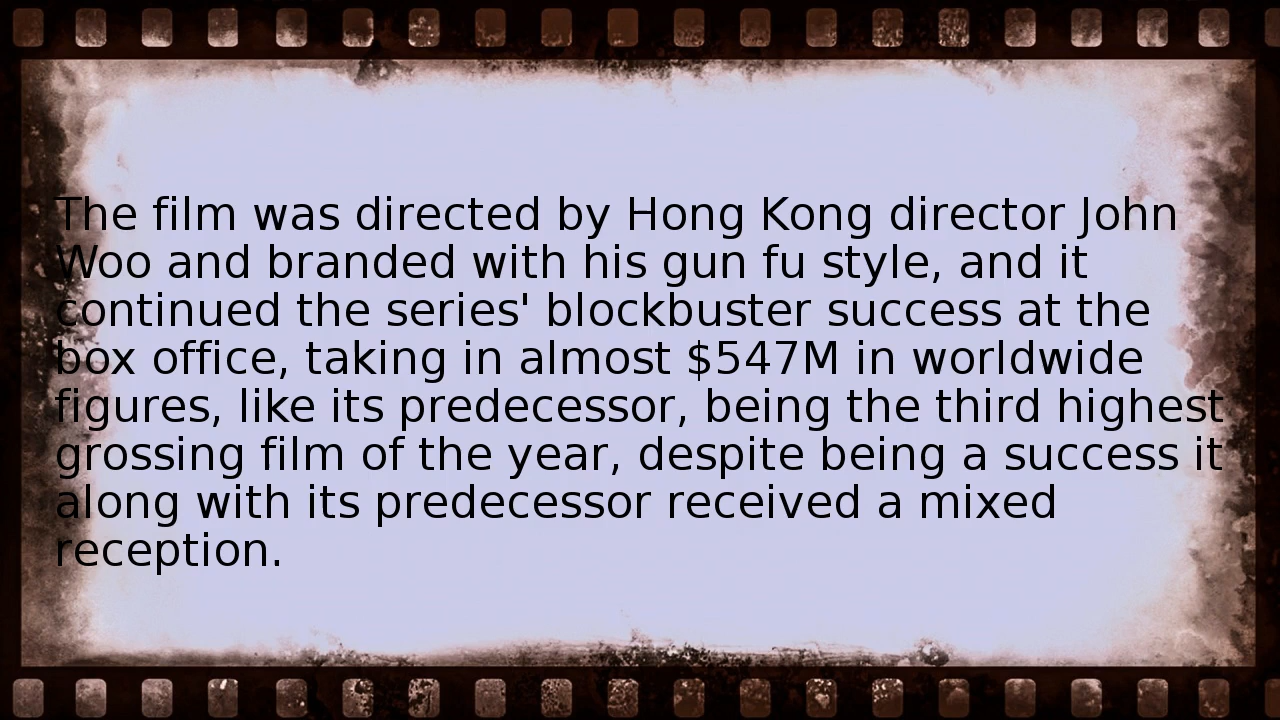 The film was directed by Hong Kong director John
Woo and branded with his gun fu style, and it
continued the series' blockbuster success at the
box office, taking in almost $547M in worldwide
figures, like its predecessor, being the third highest
grossing film of the year, despite being a success it
along with its predecessor received a mixed
reception.